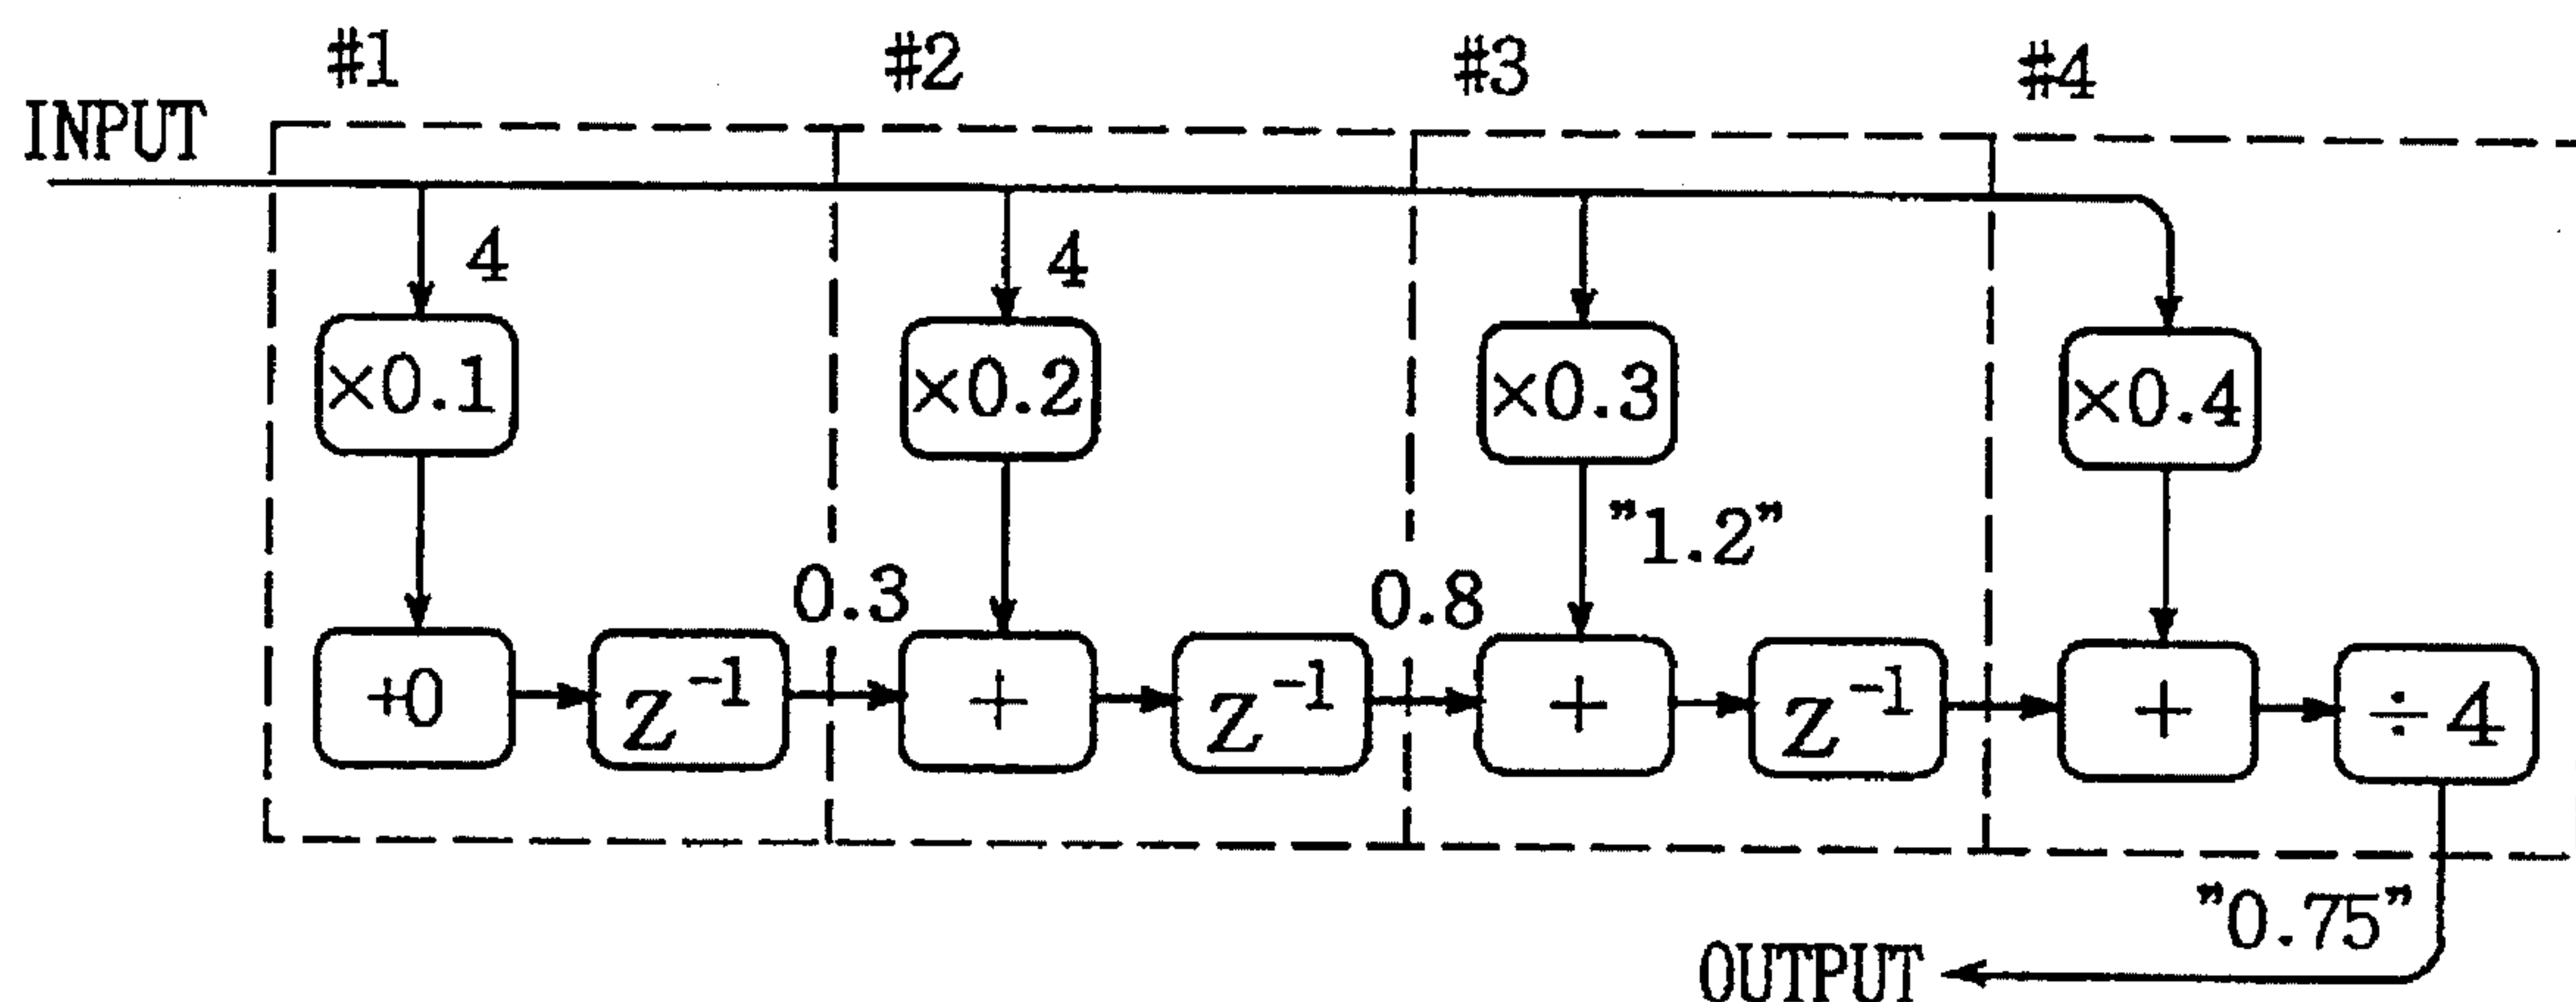 #1 #2 #3 #4
INPUT
4 4
×0.1 ×0.2 ×0.3 ×0.4
"1.2"
0.3 0.8
+0 Z⁻¹ + Z⁻¹ + Z⁻¹ + ÷4
"0.75"
OUTPUT